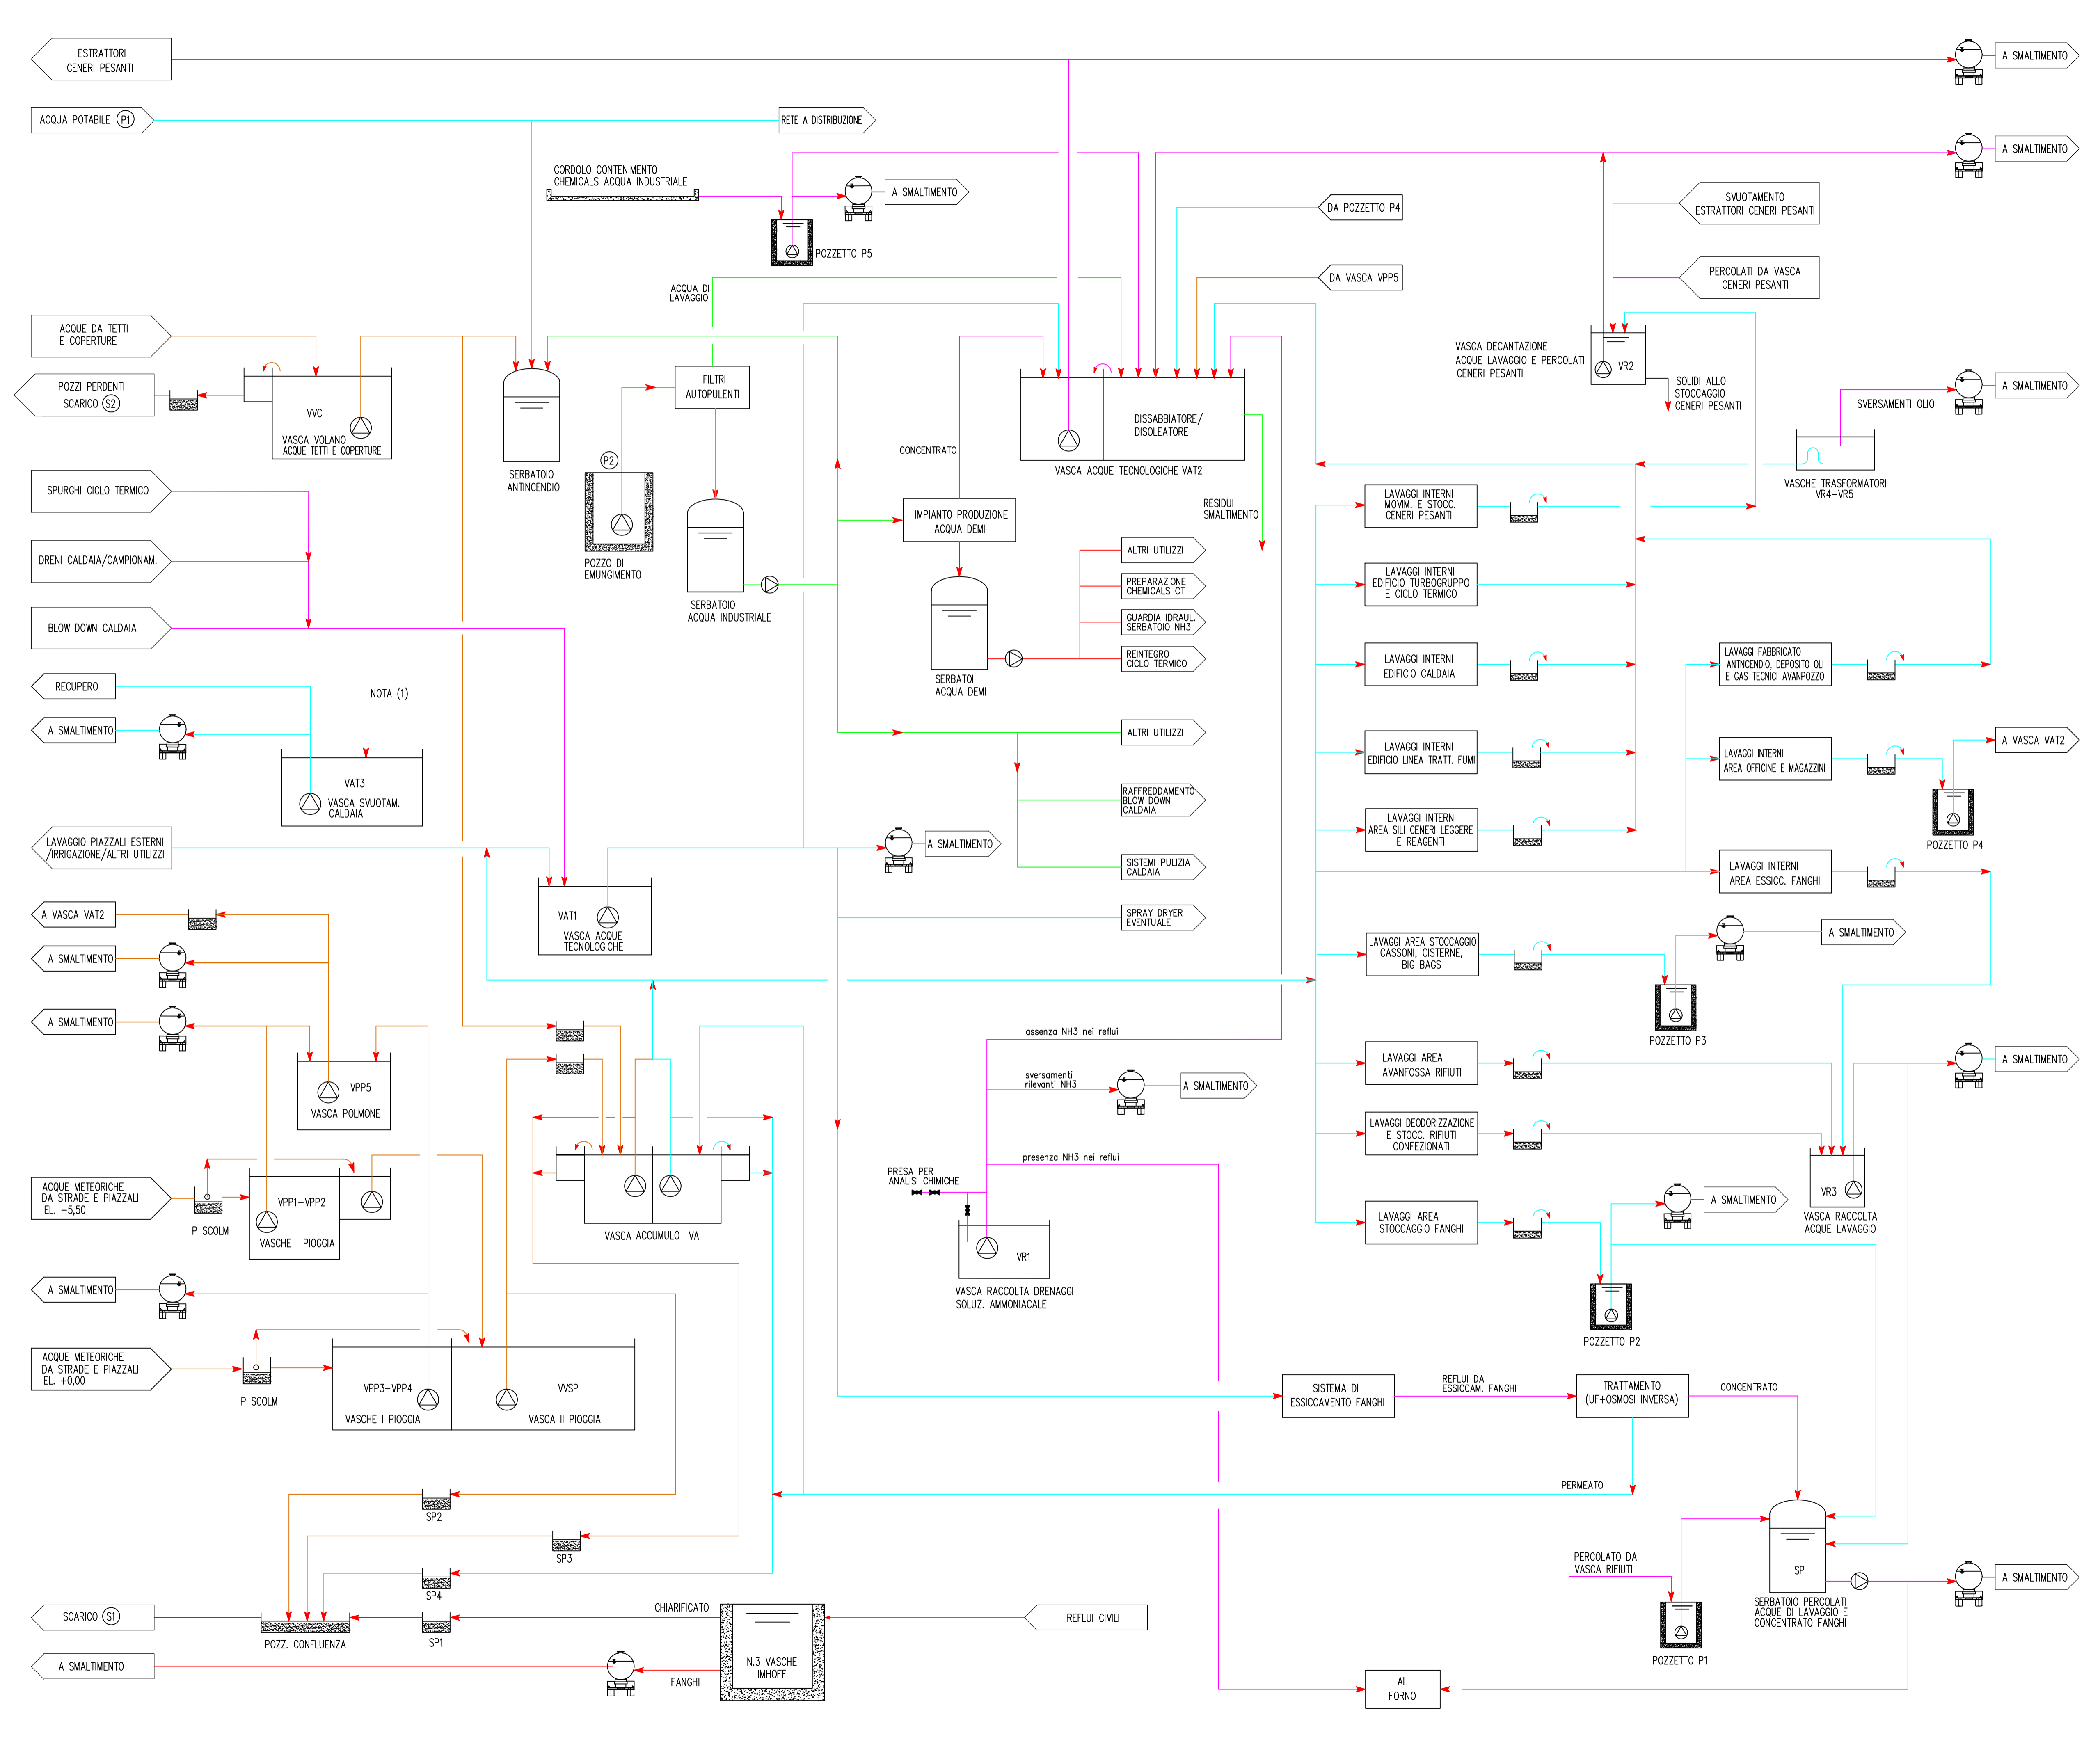 ESTRATTORI
CENERI PESANTI
A SMALTIMENTO
ACQUA POTABILE P1
RETE A DISTRIBUZIONE
A SMALTIMENTO
CORDOLO CONTENIMENTO
CHEMICALS ACQUA INDUSTRIALE
A SMALTIMENTO
POZZETTO P5
DA POZZETTO P4
SVUOTAMENTO
ESTRATTORI CENERI PESANTI
DA VASCA VPP5
PERCOLATI DA VASCA
CENERI PESANTI
ACQUA DI
LAVAGGIO
ACQUE DA TETTI
E COPERTURE
VASCA DECANTAZIONE
ACQUE LAVAGGIO E PERCOLATI
CENERI PESANTI
VR2
SOLIDI ALLO
STOCCAGGIO
CENERI PESANTI
POZZI PERDENTI
SCARICO S2
VVC
VASCA VOLANO
ACQUE TETTI E COPERTURE
SERBATOIO
ANTINCENDIO
FILTRI
AUTOPULENTI
DISSABBIATORE/
DISOLEATORE
VASCA ACQUE TECNOLOGICHE VAT2
SVERSAMENTI OLIO
A SMALTIMENTO
VASCHE TRASFORMATORI
VR4-VR5
P2
POZZO DI
EMUNGIMENTO
CONCENTRATO
SPURGHI CICLO TERMICO
IMPIANTO PRODUZIONE
ACQUA DEMI
RESIDUI
SMALTIMENTO
LAVAGGI INTERNI
MOVIM. E STOCC.
CENERI PESANTI
DRENI CALDAIA/CAMPIONAM.
ALTRI UTILIZZI
PREPARAZIONE
CHEMICALS CT
GUARDIA IDRAUL.
SERBATOIO NH3
REINTEGRO
CICLO TERMICO
LAVAGGI INTERNI
EDIFICIO TURBOGRUPPO
E CICLO TERMICO
BLOW DOWN CALDAIA
SERBATOIO
ACQUA INDUSTRIALE
SERBATOI
ACQUA DEMI
LAVAGGI INTERNI
EDIFICIO CALDAIA
LAVAGGI FABBRICATO
ANTNCENDIO, DEPOSITO OLI
E GAS TECNICI AVANPOZZO
RECUPERO
NOTA (1)
A SMALTIMENTO
VAT3
VASCA SVUOTAM.
CALDAIA
ALTRI UTILIZZI
LAVAGGI INTERNI
EDIFICIO LINEA TRATT. FUMI
LAVAGGI INTERNI
AREA OFFICINE E MAGAZZINI
A VASCA VAT2
RAFFREDDAMENTO
BLOW DOWN
CALDAIA
LAVAGGI INTERNI
AREA SILI CENERI LEGGERE
E REAGENTI
POZZETTO P4
LAVAGGIO PIAZZALI ESTERNI
/IRRIGAZIONE/ALTRI UTILIZZI
A SMALTIMENTO
SISTEMI PULIZIA
CALDAIA
LAVAGGI INTERNI
AREA ESSICC. FANGHI
A VASCA VAT2
VAT1
VASCA ACQUE
TECNOLOGICHE
SPRAY DRYER
EVENTUALE
A SMALTIMENTO
LAVAGGI AREA STOCCAGGIO
CASSONI, CISTERNE,
BIG BAGS
A SMALTIMENTO
POZZETTO P3
A SMALTIMENTO
assenza NH3 nei reflui
VPP5
VASCA POLMONE
sversamenti
rilevanti NH3
A SMALTIMENTO
LAVAGGI AREA
AVANFOSSA RIFIUTI
A SMALTIMENTO
LAVAGGI DEODORIZZAZIONE
E STOCC. RIFIUTI
CONFEZIONATI
presenza NH3 nei reflui
PRESA PER
ANALISI CHIMICHE
ACQUE METEORICHE
DA STRADE E PIAZZALI
EL. -5,50
P SCOLM
VPP1-VPP2
VASCHE I PIOGGIA
VASCA ACCUMULO VA
VR1
VASCA RACCOLTA DRENAGGI
SOLUZ. AMMONIACALE
LAVAGGI AREA
STOCCAGGIO FANGHI
A SMALTIMENTO
VR3
VASCA RACCOLTA
ACQUE LAVAGGIO
POZZETTO P2
A SMALTIMENTO
ACQUE METEORICHE
DA STRADE E PIAZZALI
EL. +0,00
P SCOLM
VPP3-VPP4
VASCHE I PIOGGIA
VVSP
VASCA II PIOGGIA
SISTEMA DI
ESSICCAMENTO FANGHI
REFLUI DA
ESSICCAM. FANGHI
TRATTAMENTO
(UF+OSMOSI INVERSA)
CONCENTRATO
PERMEATO
SP2
SP3
SP4
PERCOLATO DA
VASCA RIFIUTI
SP
SERBATOIO PERCOLATI
ACQUE DI LAVAGGIO E
CONCENTRATO FANGHI
A SMALTIMENTO
POZZETTO P1
SCARICO S1
POZZ. CONFLUENZA
SP1
CHIARIFICATO
REFLUI CIVILI
A SMALTIMENTO
FANGHI
N.3 VASCHE
IMHOFF
AL
FORNO